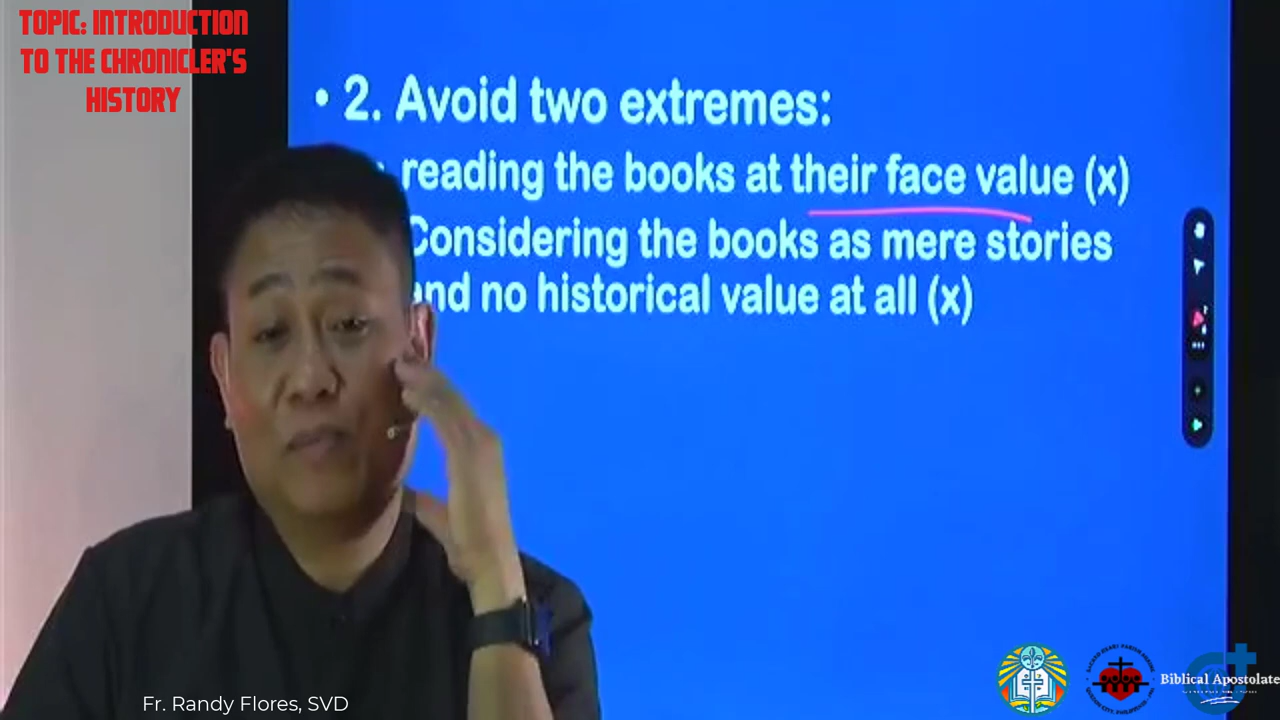 TOPIC: INTRODUCTION
TO THE CHRONICLER'S
HISTORY
• 2. Avoid two extremes:
reading the books at their face value (x)
Considering the books as mere stories
and no historical value at all (x)
Fr. Randy Flores, SVD
Biblical Apostolate